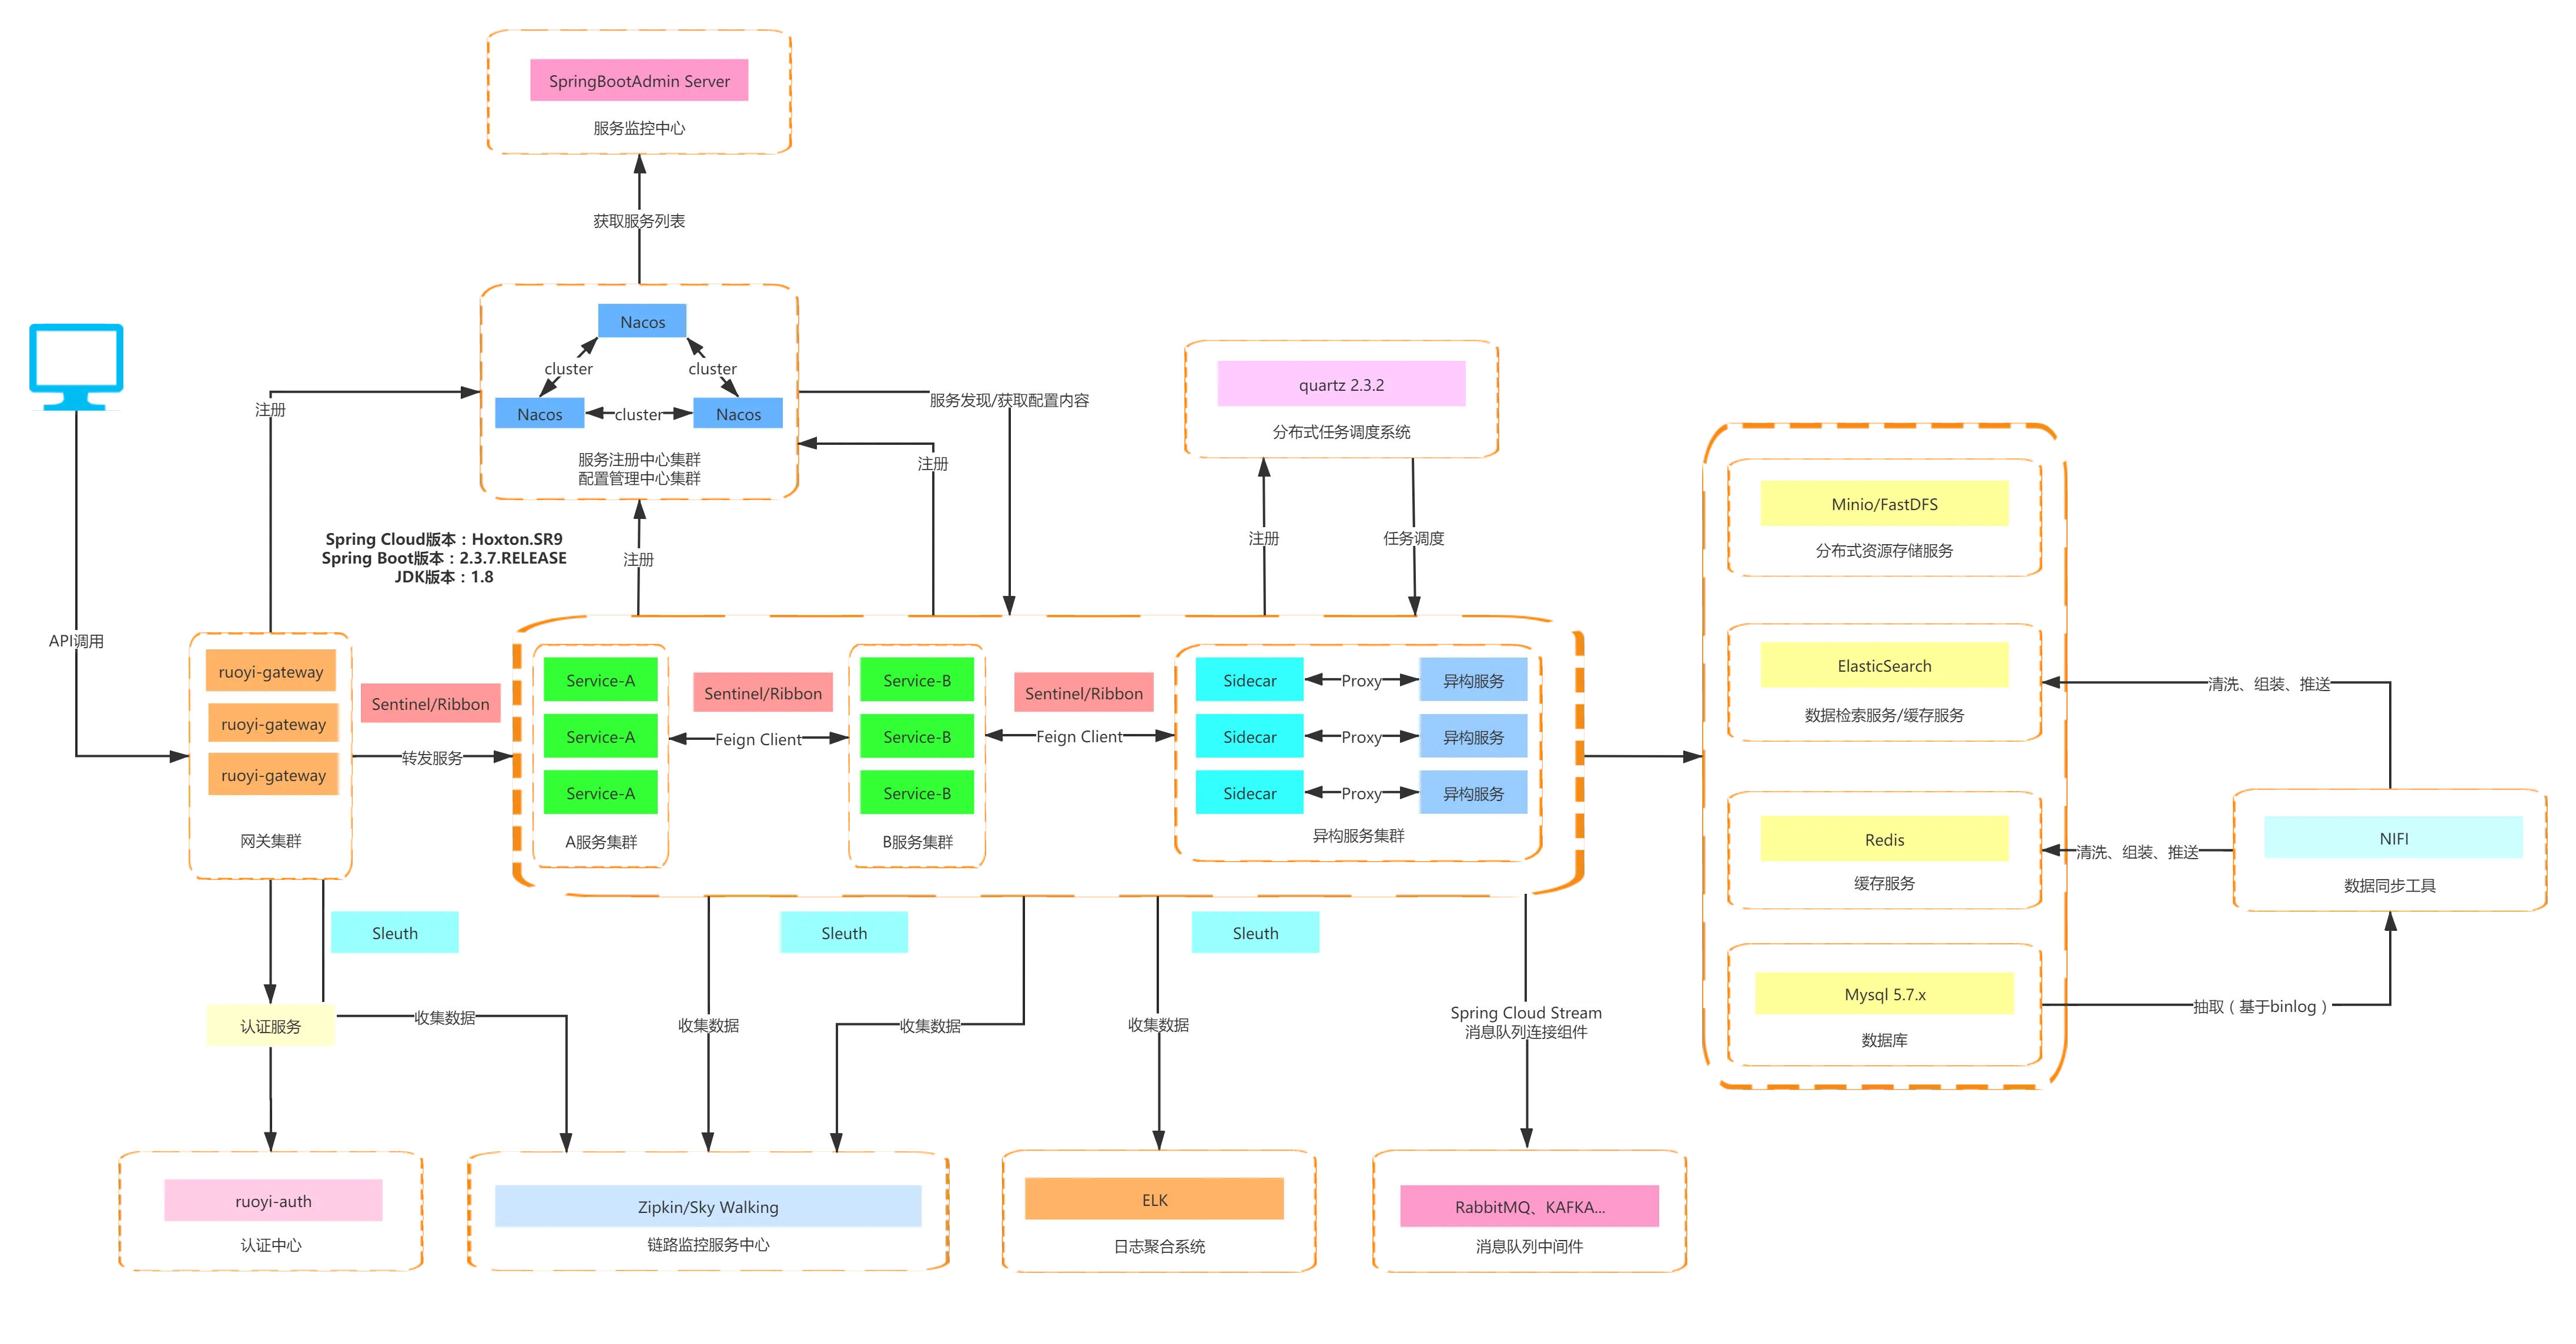 SpringBootAdmin Server
服务监控中心
获取服务列表
Nacos
cluster
cluster
Nacos
cluster
Nacos
服务注册中心集群
配置管理中心集群
注册
服务发现/获取配置内容
注册
quartz 2.3.2
分布式任务调度系统
Spring Cloud版本：Hoxton.SR9
Spring Boot版本：2.3.7.RELEASE
JDK版本：1.8
注册
注册
任务调度
API调用
ruoyi-gateway
ruoyi-gateway
ruoyi-gateway
网关集群
Sentinel/Ribbon
转发服务
Service-A
Service-A
Service-A
A服务集群
Sentinel/Ribbon
Feign Client
Service-B
Service-B
Service-B
B服务集群
Sentinel/Ribbon
Feign Client
Sidecar
Proxy
异构服务
Sidecar
Proxy
异构服务
Sidecar
Proxy
异构服务
异构服务集群
Minio/FastDFS
分布式资源存储服务
ElasticSearch
数据检索服务/缓存服务
Redis
缓存服务
Mysql 5.7.x
数据库
清洗、组装、推送
清洗、组装、推送
NIFI
数据同步工具
抽取（基于binlog）
Sleuth
Sleuth
Sleuth
认证服务
收集数据
收集数据
收集数据
收集数据
Spring Cloud Stream
消息队列连接组件
ruoyi-auth
认证中心
Zipkin/Sky Walking
链路监控服务中心
ELK
日志聚合系统
RabbitMQ、KAFKA...
消息队列中间件